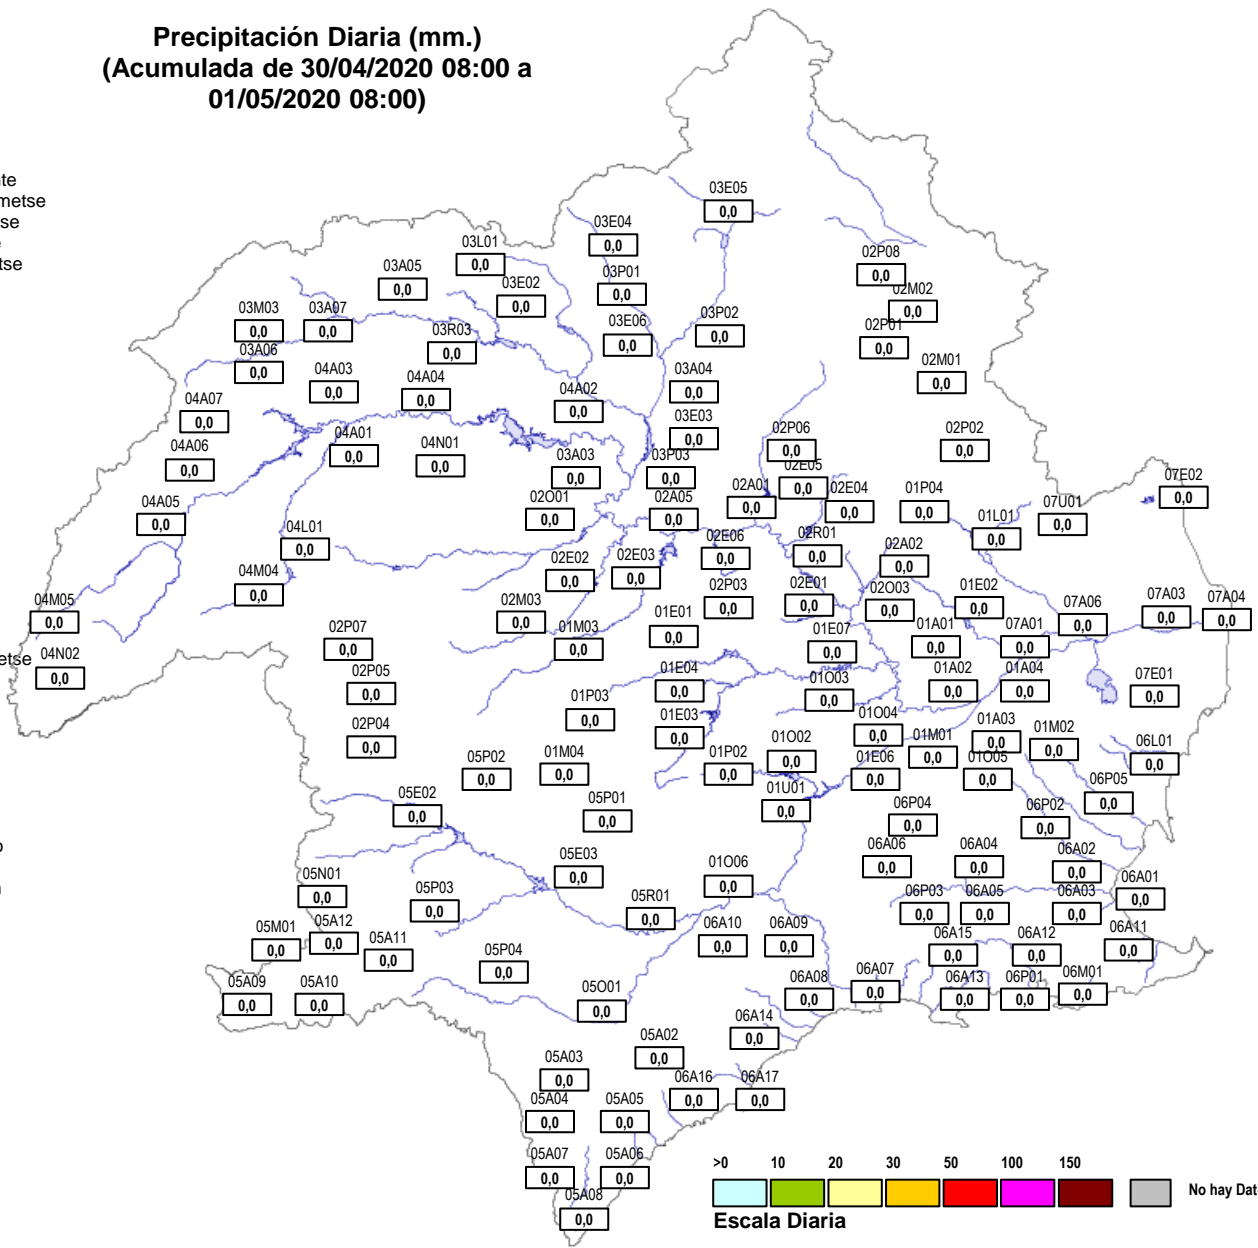 Precipitación Diaria (mm.)
(Acumulada de 30/04/2020 08:00 a
01/05/2020 08:00)
nte
metse
se
e
tse
etse
o
n
03E05
0,0
03E04
0,0
03L01
0,0
02P08
0,0
03A05
0,0
03P01
0,0
03E02
0,0
02M02
0,0
03M03
0,0
03A07
0,0
03P02
0,0
03E06
0,0
03R03
0,0
02P01
0,0
03A06
0,0
02M01
0,0
04A03
0,0
04A04
0,0
03A04
0,0
04A02
0,0
04A07
0,0
03E03
0,0
04A01
0,0
04N01
0,0
02P06
0,0
02P02
0,0
04A06
0,0
03A03
0,0
03P03
0,0
02E05
0,0
07E02
0,0
02A01
0,0
02E04
0,0
01P04
0,0
04A05
0,0
02O01
0,0
02A05
0,0
07U01
0,0
01L01
0,0
04L01
0,0
02E06
0,0
02R01
0,0
02A02
0,0
02E02
0,0
02E03
0,0
04M04
0,0
02P03
0,0
02E01
0,0
02O03
0,0
01E02
0,0
04M05
0,0
02M03
0,0
07A06
0,0
07A03
0,0
07A04
0,0
01E01
0,0
02P07
0,0
01M03
0,0
01E07
0,0
01A01
0,0
07A01
0,0
04N02
0,0
02P05
0,0
01E04
0,0
01O03
0,0
01A02
0,0
01A04
0,0
07E01
0,0
01P03
0,0
02P04
0,0
01E03
0,0
01O04
0,0
01A03
0,0
01M02
0,0
05P02
0,0
01M04
0,0
01P02
0,0
01O02
0,0
01M01
0,0
01E06
0,0
01O05
0,0
06L01
0,0
05E02
0,0
05P01
0,0
01U01
0,0
06P05
0,0
06P04
0,0
06P02
0,0
05E03
0,0
01O06
0,0
06A06
0,0
06A04
0,0
06A02
0,0
05N01
0,0
05P03
0,0
05R01
0,0
06P03
0,0
06A05
0,0
06A03
0,0
06A01
0,0
05M01
0,0
05A12
0,0
05A11
0,0
06A10
0,0
06A09
0,0
06A15
0,0
06A12
0,0
06A11
0,0
05P04
0,0
05A09
0,0
05A10
0,0
05O01
0,0
06A08
0,0
06A07
0,0
06A13
0,0
06P01
0,0
06M01
0,0
06A14
0,0
05A02
0,0
05A03
0,0
06A16
0,0
06A17
0,0
05A04
0,0
05A05
0,0
05A07
0,0
05A06
0,0
05A08
0,0
>0 10 20 30 50 100 150
No hay Dat
Escala Diaria